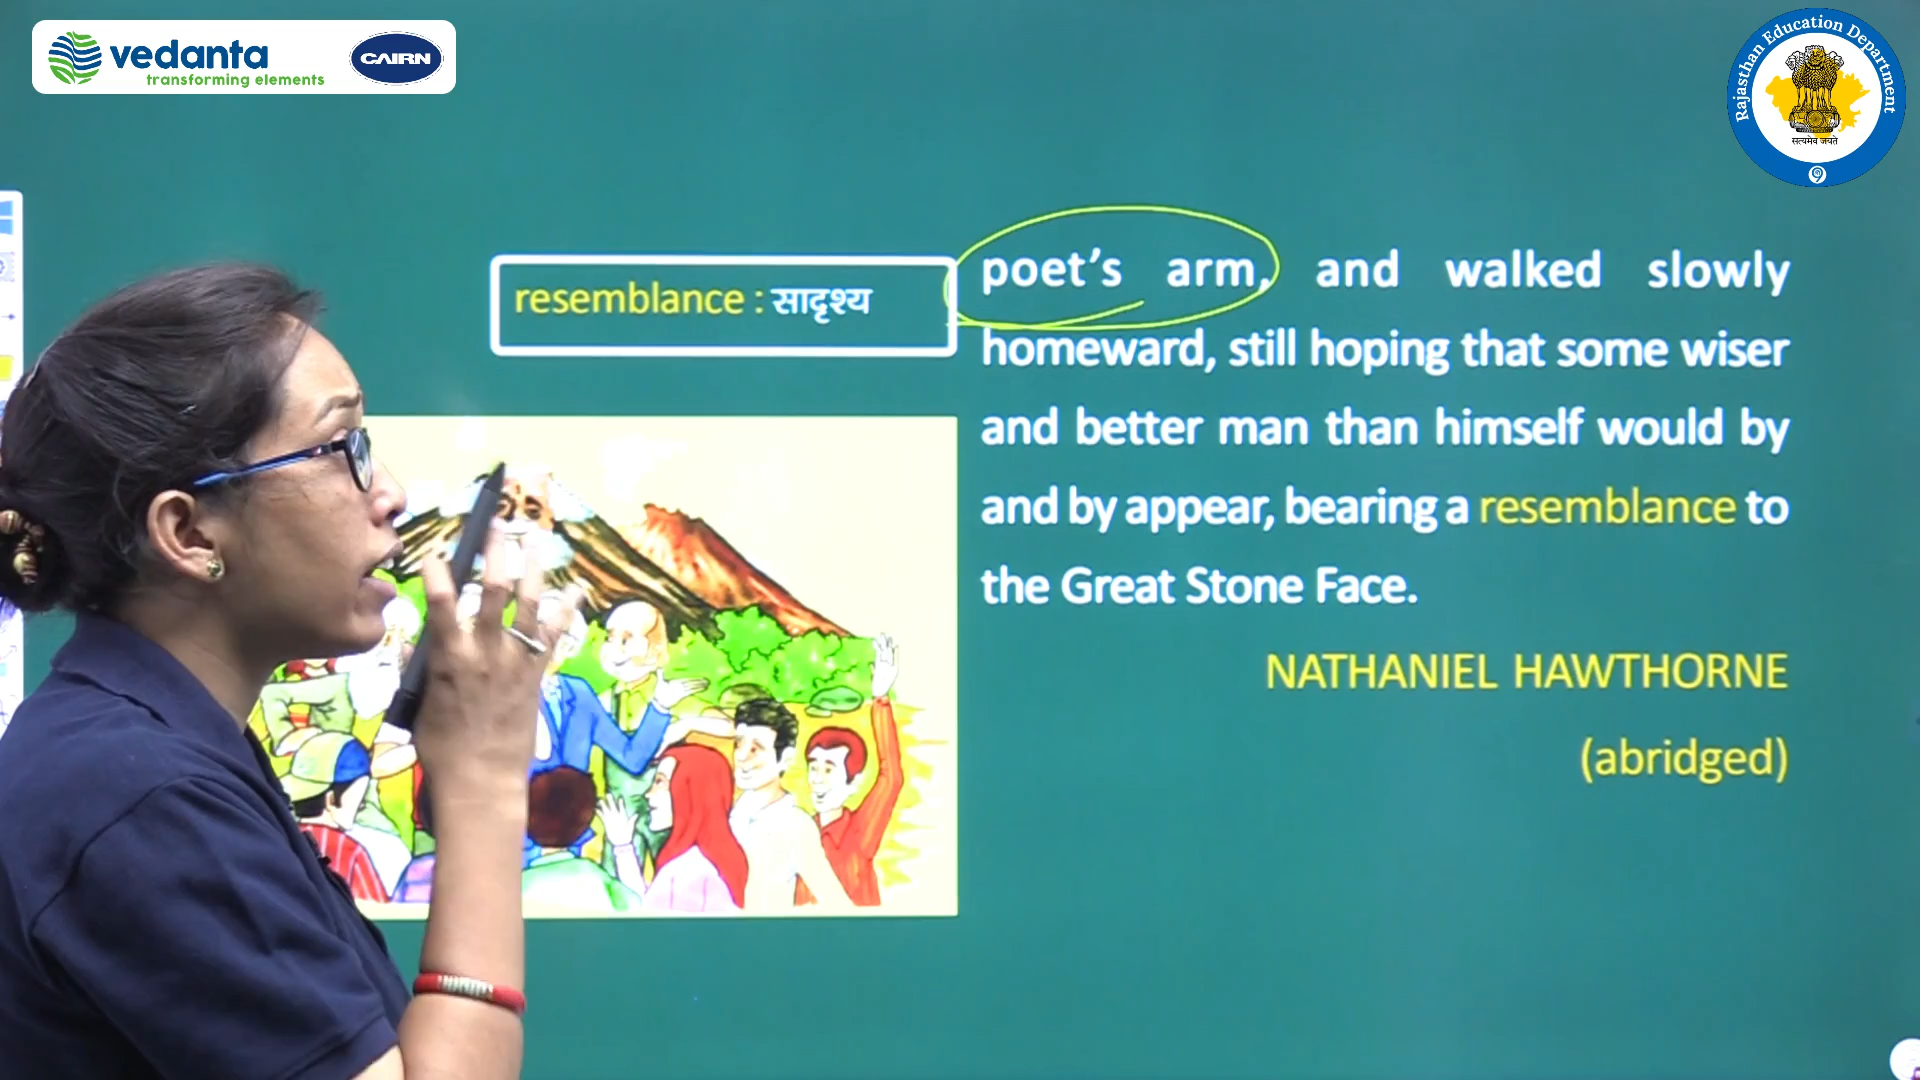 vedanta
transforming elements
CAIRN
Rajasthan Education Department
सत्यमेव जयते
resemblance : सादृश्य
poet’s arm, and walked slowly
homeward, still hoping that some wiser
and better man than himself would by
and by appear, bearing a resemblance to
the Great Stone Face.
NATHANIEL HAWTHORNE
(abridged)